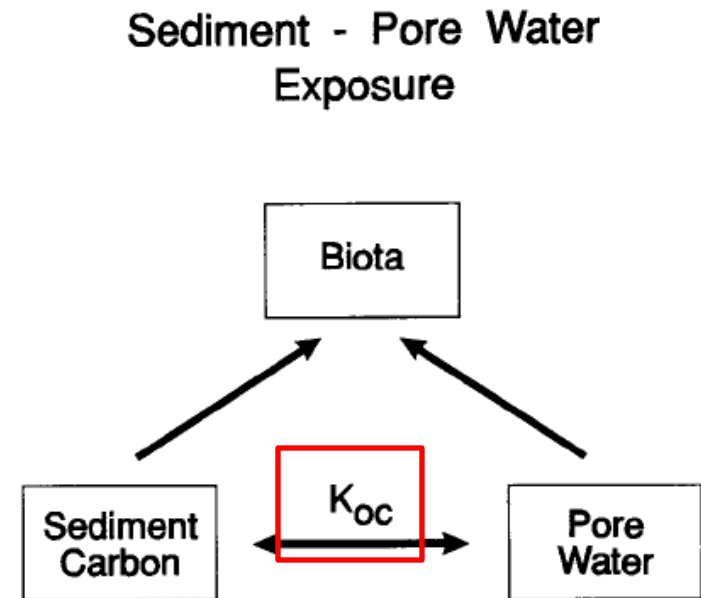 Sediment - Pore Water
Exposure
Biota
Koc
Sediment
Carbon
Pore
Water